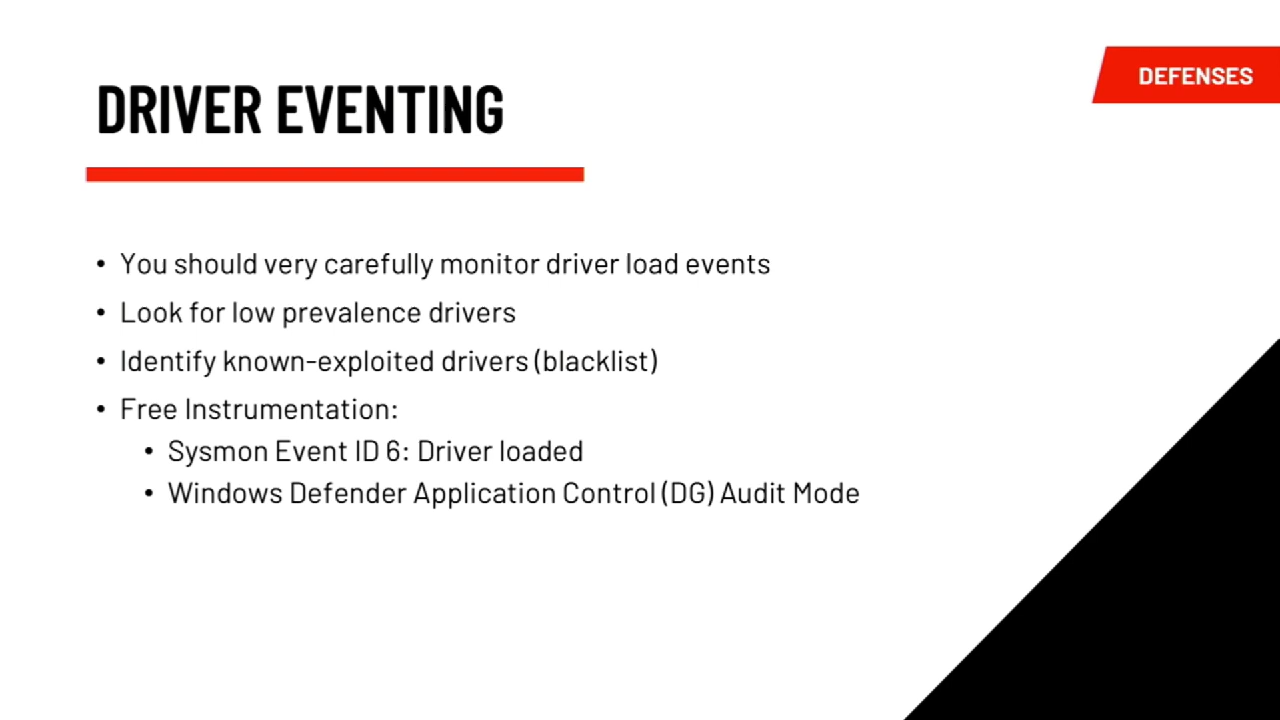 DEFENSES
DRIVER EVENTING
• You should very carefully monitor driver load events
• Look for low prevalence drivers
• Identify known-exploited drivers (blacklist)
• Free Instrumentation:
• Sysmon Event ID 6: Driver loaded
• Windows Defender Application Control (DG) Audit Mode